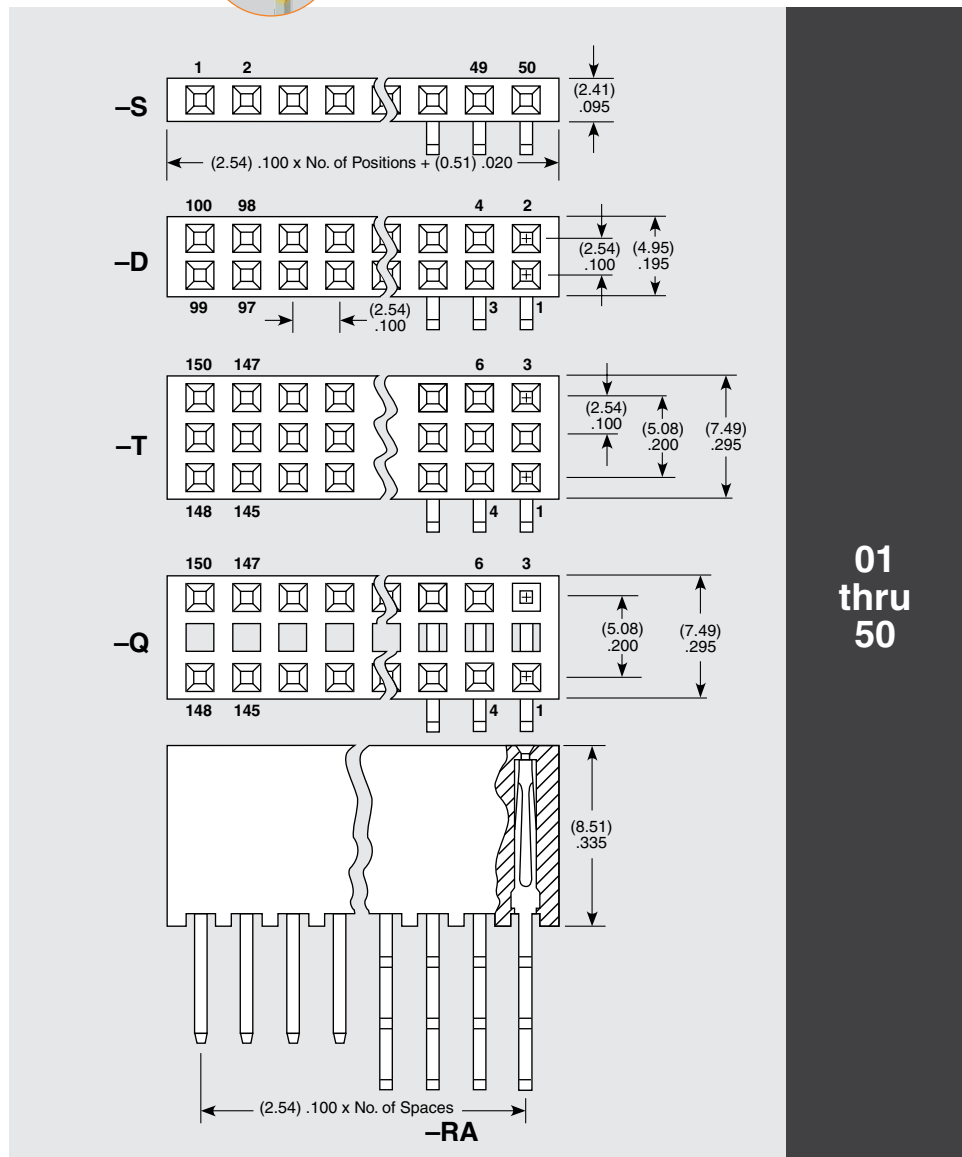 1 2 49 50
–S
(2.41)
.095
(2.54) .100 x No. of Positions + (0.51) .020
100 98 4 2
–D
(2.54)
.100
(4.95)
.195
99 97 3 1
(2.54)
.100
150 147 6 3
–T
(2.54)
.100
(5.08)
.200
(7.49)
.295
148 145 4 1
150 147 6 3
–Q
(5.08)
.200
(7.49)
.295
148 145 4 1
(8.51)
.335
(2.54) .100 x No. of Spaces
–RA
01
thru
50